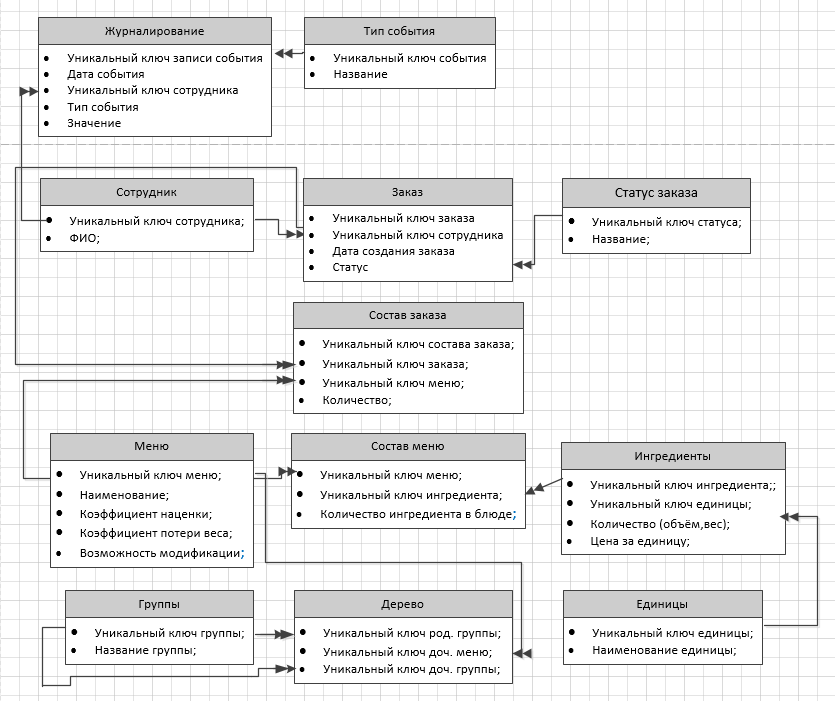 Журналирование
Уникальный ключ записи события
Дата события
Уникальный ключ сотрудника
Тип события
Значение
Тип события
Уникальный ключ события
Название
Сотрудник
Уникальный ключ сотрудника;
ФИО;
Заказ
Уникальный ключ заказа
Уникальный ключ сотрудника
Дата создания заказа
Статус
Статус заказа
Уникальный ключ статуса;
Название;
Состав заказа
Уникальный ключ состава заказа;
Уникальный ключ заказа;
Уникальный ключ меню;
Количество;
Меню
Уникальный ключ меню;
Наименование;
Коэффициент наценки;
Коэффициент потери веса;
Возможность модификации;
Состав меню
Уникальный ключ меню;
Уникальный ключ ингредиента;
Количество ингредиента в блюде;
Ингредиенты
Уникальный ключ ингредиента;;
Уникальный ключ единицы;
Количество (объём,вес);
Цена за единицу;
Группы
Уникальный ключ группы;
Название группы;
Дерево
Уникальный ключ род. группы;
Уникальный ключ доч. меню;
Уникальный ключ доч. группы;
Единицы
Уникальный ключ единицы;
Наименование единицы;